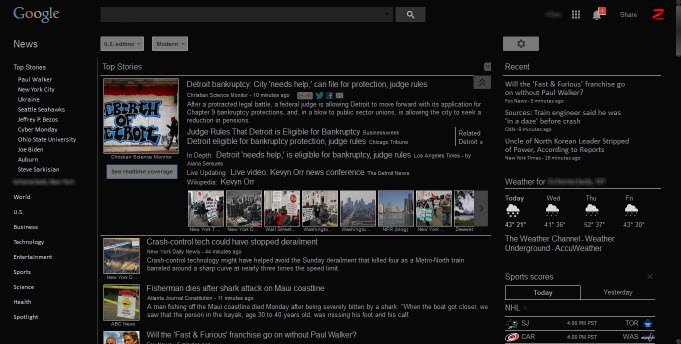 Google
Share
News
U.S. edition
Modern
Top Stories
Paul Walker
New York City
Ukraine
Seattle Seahawks
Jeffrey P. Bezos
Cyber Monday
Ohio State University
Joe Biden
Auburn
Steve Sarkisian
World
U.S.
Business
Technology
Entertainment
Sports
Science
Health
Spotlight
Top Stories
Christian Science Monitor
See realtime coverage
Detroit bankruptcy: City 'needs help,' can file for protection, judge rules
Christian Science Monitor - 10 minutes ago
After a protracted legal battle, a federal judge is allowing Detroit to move forward with its application for
Chapter 9 bankruptcy protections, and, in a blow to public sector unions, is allowing the city to seek a
reduction in pensions.
Judge Rules That Detroit is Eligible for Bankruptcy Businessweek
Detroit eligible for bankruptcy protection, federal judge rules Chicago Tribune
Related
Detroit »
In Depth: Detroit 'needs help,' is eligible for bankruptcy, judge rules Los Angeles Times - by
Alana Semuels
Live Updating: Live video: Kevyn Orr news conference The Detroit News
Wikipedia: Kevyn Orr
New York ... New York ... Wall Street... Washingto... Washingto... NPR (blog) New York ... Deseret
Crash-control tech could have stopped derailment
New York Daily News - 44 minutes ago
Crash-control technology might have helped avoid the Sunday derailment that killed four as a Metro-North train
barreled around a sharp curve at nearly three times the speed limit.
New York Dai...
Fisherman dies after shark attack on Maui coastline
Atlanta Journal Constitution - 11 minutes ago
A man fishing off the Maui coastline died Monday after being severely bitten by a shark. "When the boat got closer, we
saw that the person in the kayak, age 30 to 40 years old, was missing his foot and his calf.
ABC News
Will the 'Fast & Furious' franchise go on without Paul Walker?
Recent
Will the 'Fast & Furious' franchise go
on without Paul Walker?
Fox News - 5 minutes ago
Sources: Train engineer said he was
'in a daze' before crash
CNN - 9 minutes ago
Uncle of North Korean Leader Stripped
of Power, According to Reports
New York Times - 36 minutes ago
Weather for
Today Wed Thu Fri
43° 21° 41° 36° 52° 37° 43° 30°
The Weather Channel - Weather
Underground - AccuWeather
Sports scores
Today Yesterday
NHL
SJ 4:00 PM PST TOR
CAR 4:00 PM PST WAS